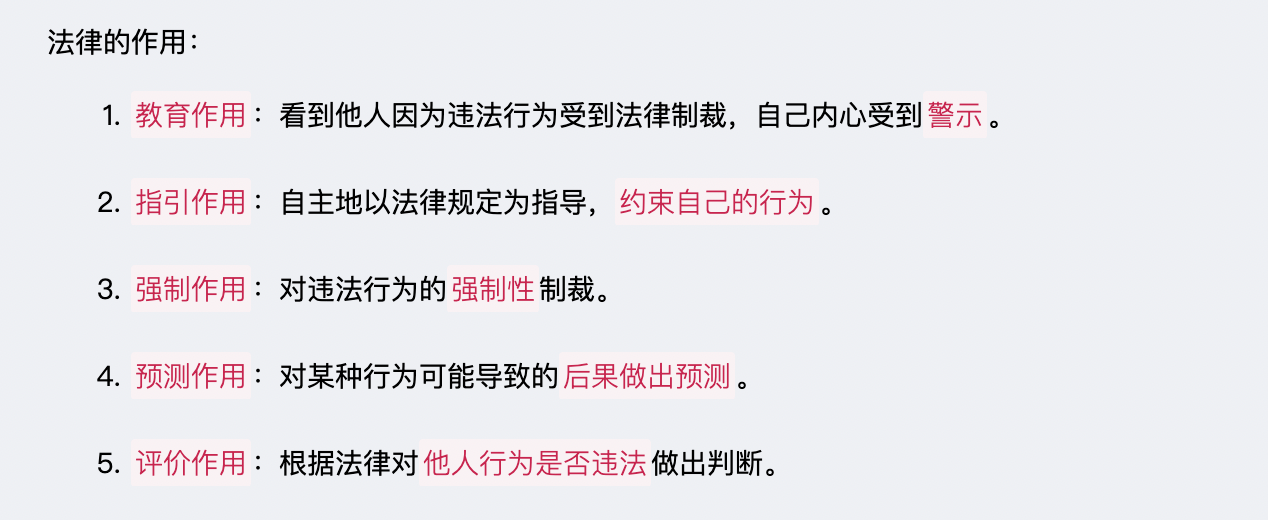 法律的作用：
1. 教育作用：看到他人因为违法行为受到法律制裁，自己内心受到警示。
2. 指引作用：自主地以法律规定为指导，约束自己的行为。
3. 强制作用：对违法行为的强制性制裁。
4. 预测作用：对某种行为可能导致的后果做出预测。
5. 评价作用：根据法律对他人行为是否违法做出判断。